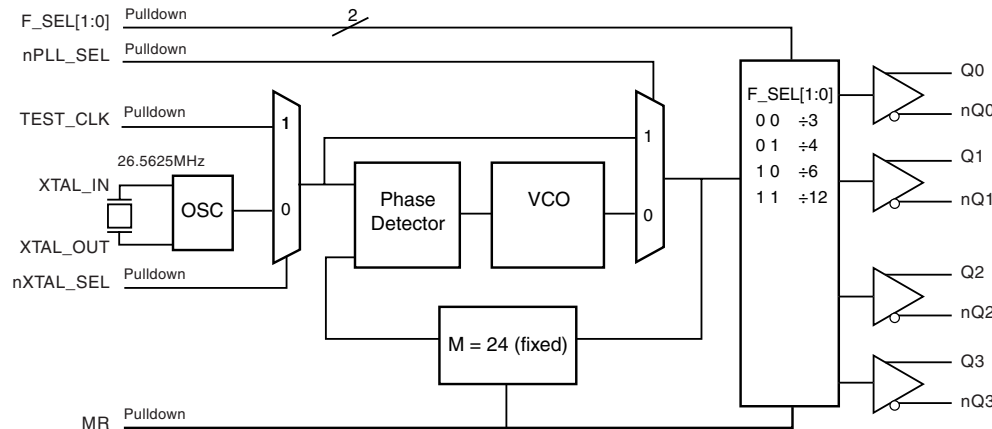 F_SEL[1:0] Pulldown 2
nPLL_SEL Pulldown
TEST_CLK Pulldown
26.5625MHz
XTAL_IN
OSC
XTAL_OUT
nXTAL_SEL Pulldown
1
0
Phase
Detector
VCO
1
0
M = 24 (fixed)
MR Pulldown
F_SEL[1:0]
0 0 ÷3
0 1 ÷4
1 0 ÷6
1 1 ÷12
Q0
nQ0
Q1
nQ1
Q2
nQ2
Q3
nQ3